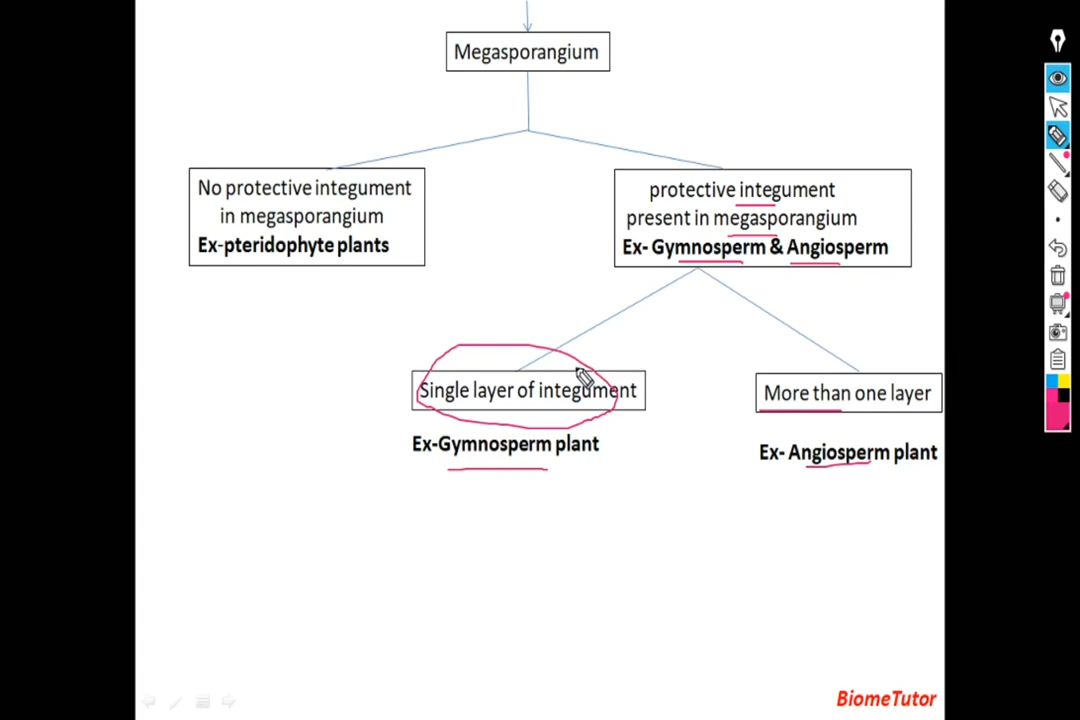 Megasporangium
No protective integument
in megasporangium
Ex-pteridophyte plants
protective integument
present in megasporangium
Ex- Gymnosperm & Angiosperm
Single layer of integument
Ex-Gymnosperm plant
More than one layer
Ex- Angiosperm plant
BiomeTutor